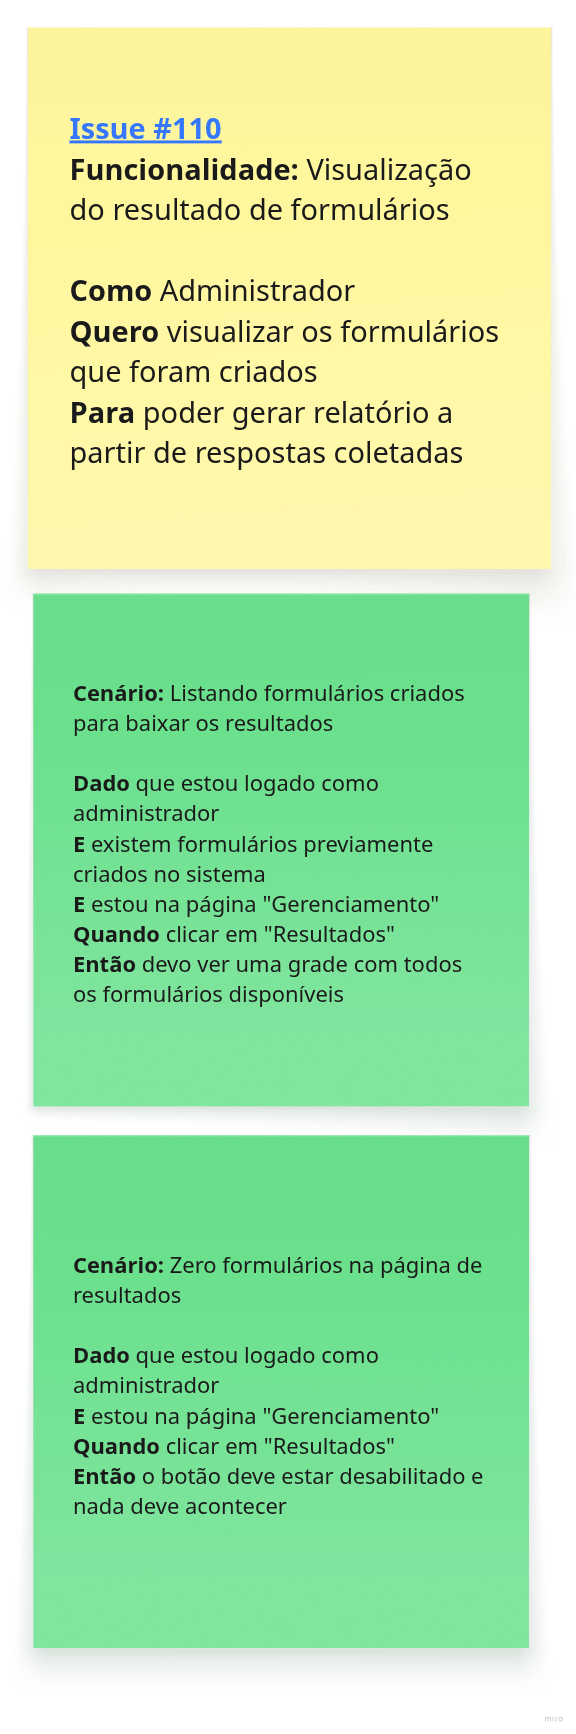 Issue #110
Funcionalidade: Visualização
do resultado de formulários
Como Administrador
Quero visualizar os formulários
que foram criados
Para poder gerar relatório a
partir de respostas coletadas
Cenário: Listando formulários criados
para baixar os resultados
Dado que estou logado como
administrador
E existem formulários previamente
criados no sistema
E estou na página "Gerenciamento"
Quando clicar em "Resultados"
Então devo ver uma grade com todos
os formulários disponíveis
Cenário: Zero formulários na página de
resultados
Dado que estou logado como
administrador
E estou na página "Gerenciamento"
Quando clicar em "Resultados"
Então o botão deve estar desabilitado e
nada deve acontecer
miro